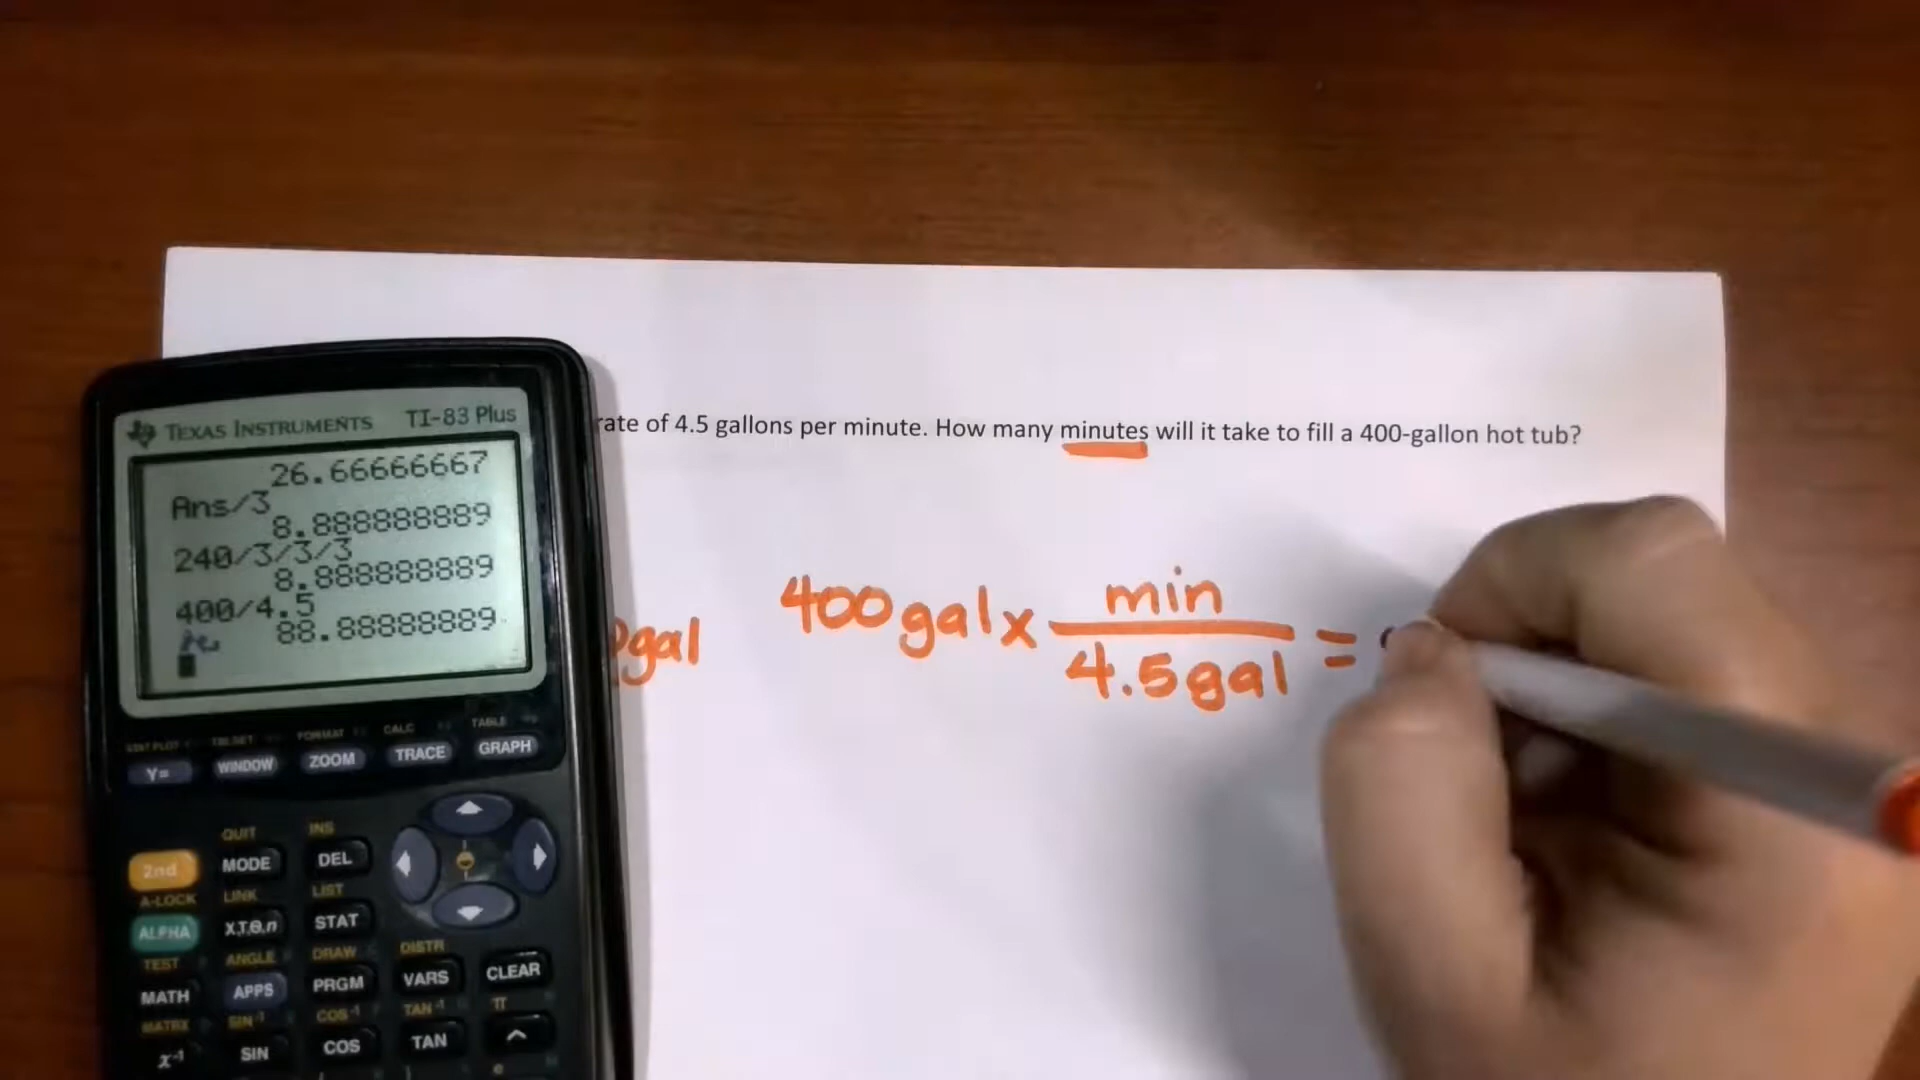 rate of 4.5 gallons per minute. How many minutes will it take to fill a 400-gallon hot tub?
gal
400gal x min
4.5gal
=
TEXAS INSTRUMENTS TI-83 Plus
26.66666667
Ans/3
8.888888889
240/3/3/3
8.888888889
400/4.5
88.88888889
STAT PLOT TBLSET FORMAT CALC TABLE
Y= WINDOW ZOOM TRACE GRAPH
QUIT INS
2nd MODE DEL
A-LOCK LINK LIST
ALPHA X,T,θ,n STAT
TEST ANGLE DRAW DISTR
MATH APPS PRGM VARS CLEAR
MATRX SIN⁻¹ COS⁻¹ TAN⁻¹ π
x⁻¹ SIN COS TAN ^